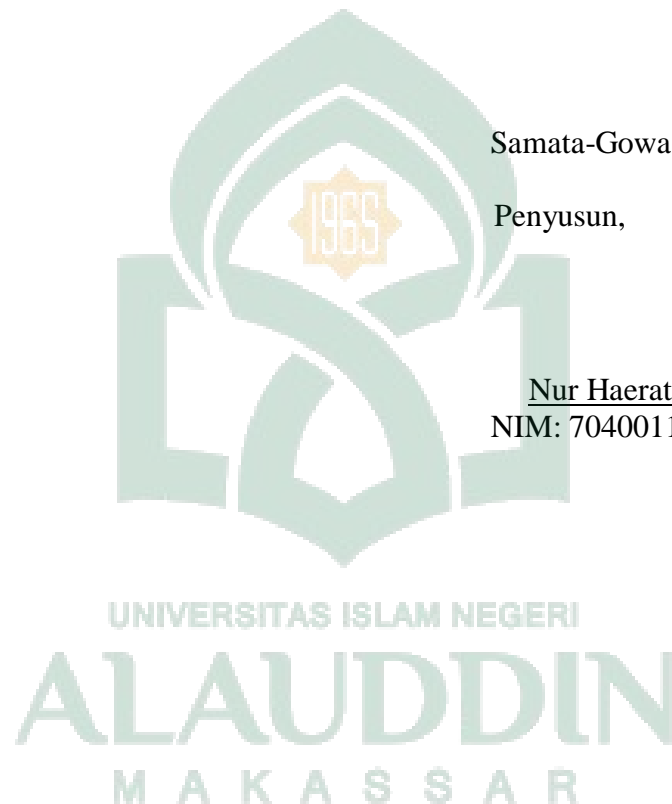 Samata-Gowa
1965
Penyusun,
Nur Haerat
NIM: 7040011
UNIVERSITAS ISLAM NEGERI
ALAUDDIN
MAKASSAR